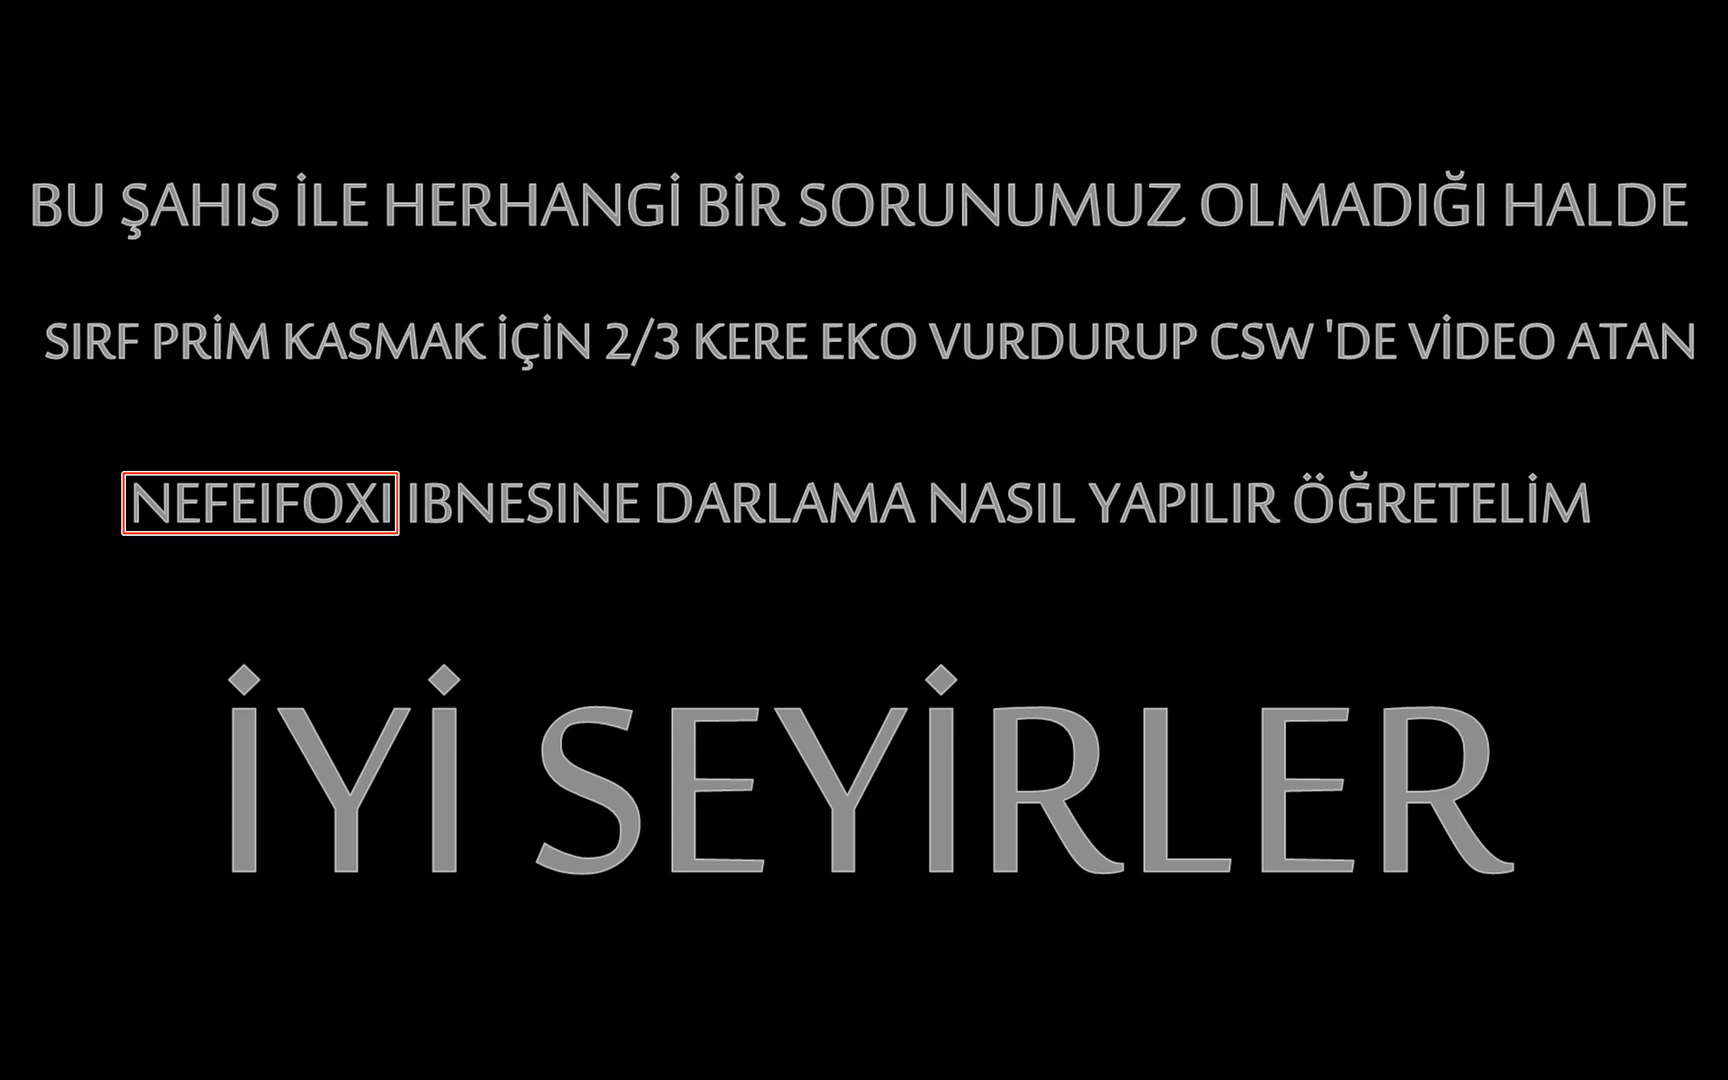 BU ŞAHIS İLE HERHANGİ BİR SORUNUMUZ OLMADIĞI HALDE
SIRF PRİM KASMAK İÇİN 2/3 KERE EKO VURDURUP CSW 'DE VİDEO ATAN
NEFEIFOXI IBNESINE DARLAMA NASIL YAPILIR ÖĞRETELİM
İYİ SEYİRLER